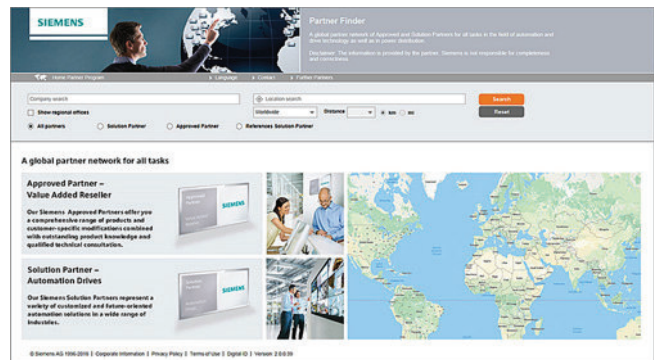 SIEMENS
Partner Finder
A global partner network of Approved and Solution Partners for all tasks in the field of automation and
drive technology as well as in power distribution.
Disclaimer: The information is provided by the partner, Siemens is not responsible for completeness
and correctness.
Home Partner Program
Language
Contact
Further Partners
Company search
Location search
Search
Show regional offices
Worldwide
Distance
km
mi
Reset
All partners
Solution Partner
Approved Partner
References Solution Partner
A global partner network for all tasks
Approved Partner –
Value Added Reseller
Our Siemens Approved Partners offer you
a comprehensive range of products and
customer-specific modifications combined
with outstanding product knowledge and
qualified technical consultation.
SIEMENS
Solution Partner –
Automation Drives
Our Siemens Solution Partners represent a
variety of customized and future-oriented
automation solutions in a wide range of
industries.
SIEMENS
© Siemens AG 1996-2019 | Corporate Information | Privacy Policy | Terms of Use | Digital ID | Version 2.0.0.39